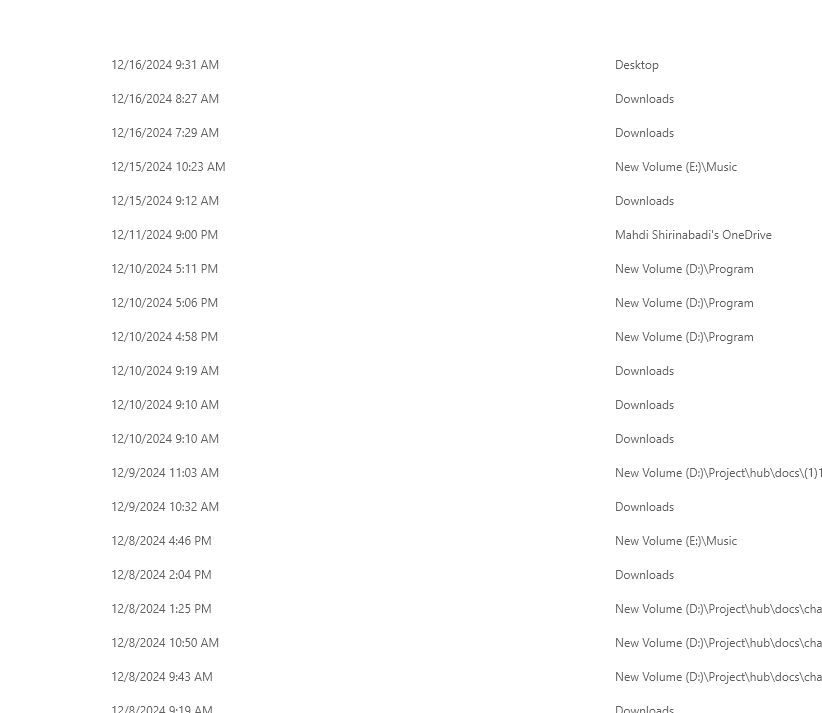 12/16/2024 9:31 AM Desktop
12/16/2024 8:27 AM Downloads
12/16/2024 7:29 AM Downloads
12/15/2024 10:23 AM New Volume (E:)\Music
12/15/2024 9:12 AM Downloads
12/11/2024 9:00 PM Mahdi Shirinabadi's OneDrive
12/10/2024 5:11 PM New Volume (D:)\Program
12/10/2024 5:06 PM New Volume (D:)\Program
12/10/2024 4:58 PM New Volume (D:)\Program
12/10/2024 9:19 AM Downloads
12/10/2024 9:10 AM Downloads
12/10/2024 9:10 AM Downloads
12/9/2024 11:03 AM New Volume (D:)\Project\hub\docs\(1)1
12/9/2024 10:32 AM Downloads
12/8/2024 4:46 PM New Volume (E:)\Music
12/8/2024 2:04 PM Downloads
12/8/2024 1:25 PM New Volume (D:)\Project\hub\docs\cha
12/8/2024 10:50 AM New Volume (D:)\Project\hub\docs\cha
12/8/2024 9:43 AM New Volume (D:)\Project\hub\docs\cha
12/8/2024 9:19 AM Downloads